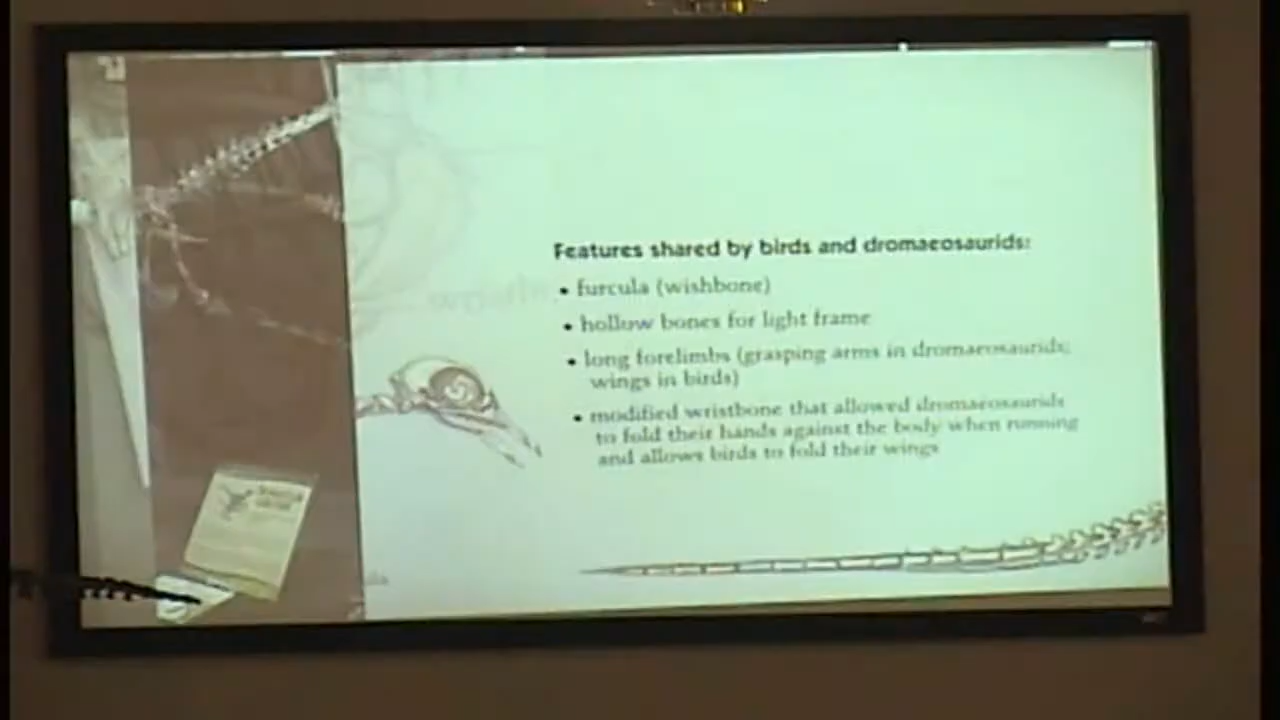 Features shared by birds and dromaeosaurids:
• furcula (wishbone)
• hollow bones for light frame
• long forelimbs (grasping arms in dromaeosaurids;
wings in birds)
• modified wristbone that allowed dromaeosaurids
to fold their hands against the body when running
and allows birds to fold their wings